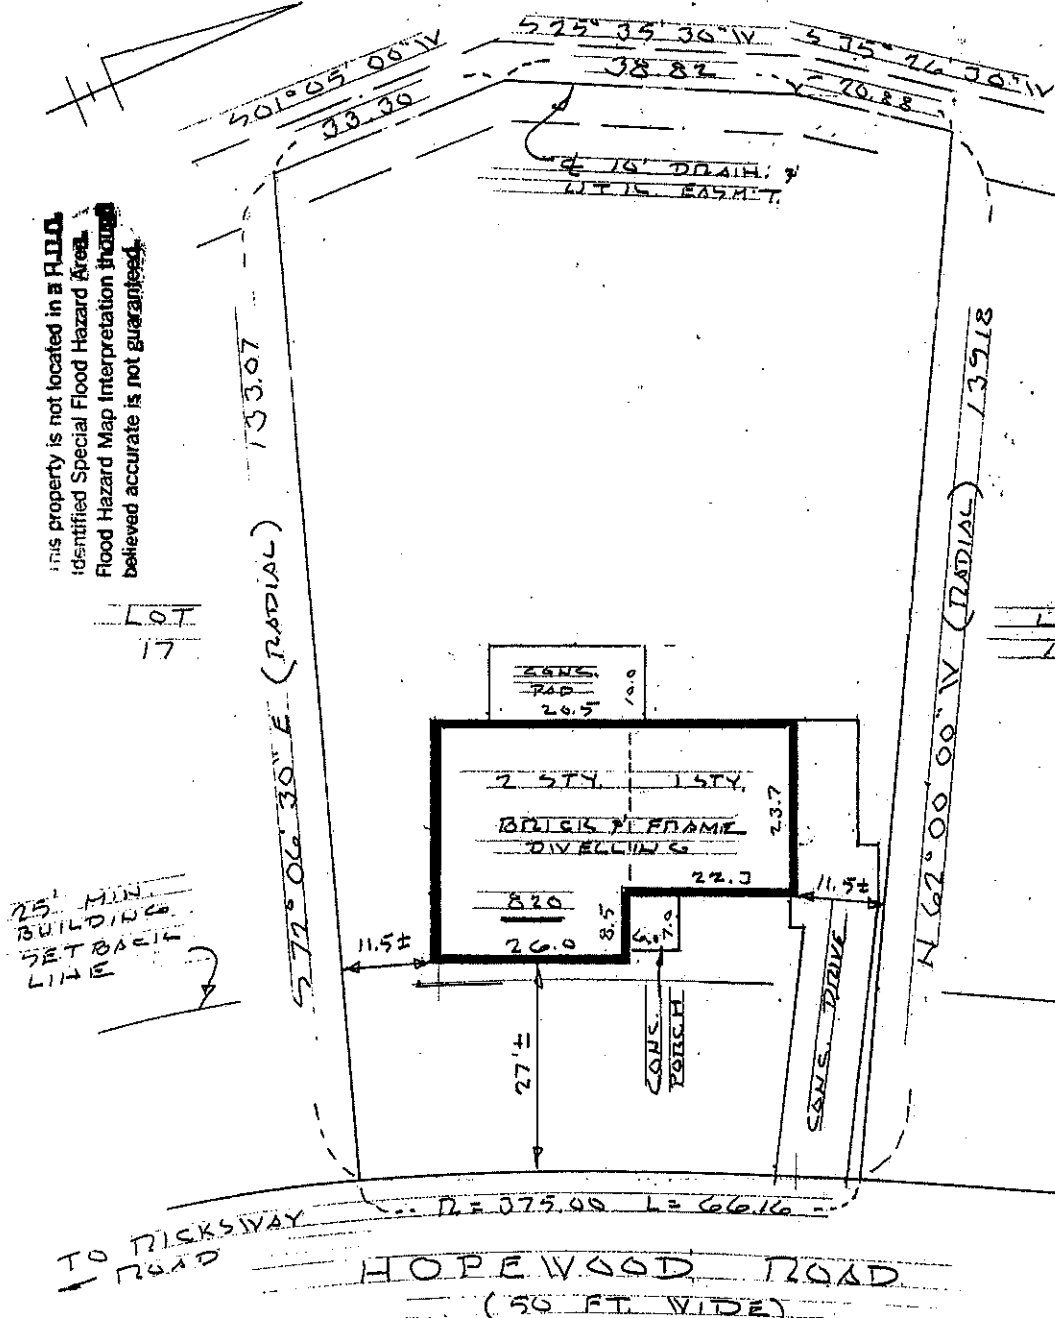 S 01° 05' 00" W
33.30
S 25° 35' 30" W
38.82
S 35° 26' 30" W
20.88
℄ 10' DRAIN. &
UTIL. EASM'T.
This property is not located in a H.U.D.
Identified Special Flood Hazard Area.
Flood Hazard Map Interpretation though
believed accurate is not guaranteed.
S 72° 06' 30" E (RADIAL) 133.07
N 62° 00' 00" W (RADIAL) 139.18
LOT
17
CONC.
PAD
20.5
10.0
2 STY. 1 STY.
BRICK & FRAME
DWELLING
23.7
22.3
820
26.0
8.5
7.0
11.5±
11.5±
25' MIN.
BUILDING
SETBACK
LINE
27'±
CONC.
PORCH
CONC. DRIVE
R = 375.00 L = 66.16
TO RICKSWAY
ROAD
HOPEWOOD ROAD
(50 FT. WIDE)